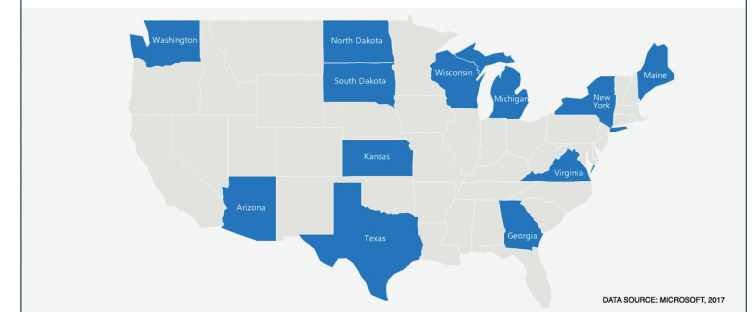 Washington
North Dakota
South Dakota
Wisconsin
Michigan
New
York
Maine
Kansas
Virginia
Arizona
Texas
Georgia
DATA SOURCE: MICROSOFT, 2017